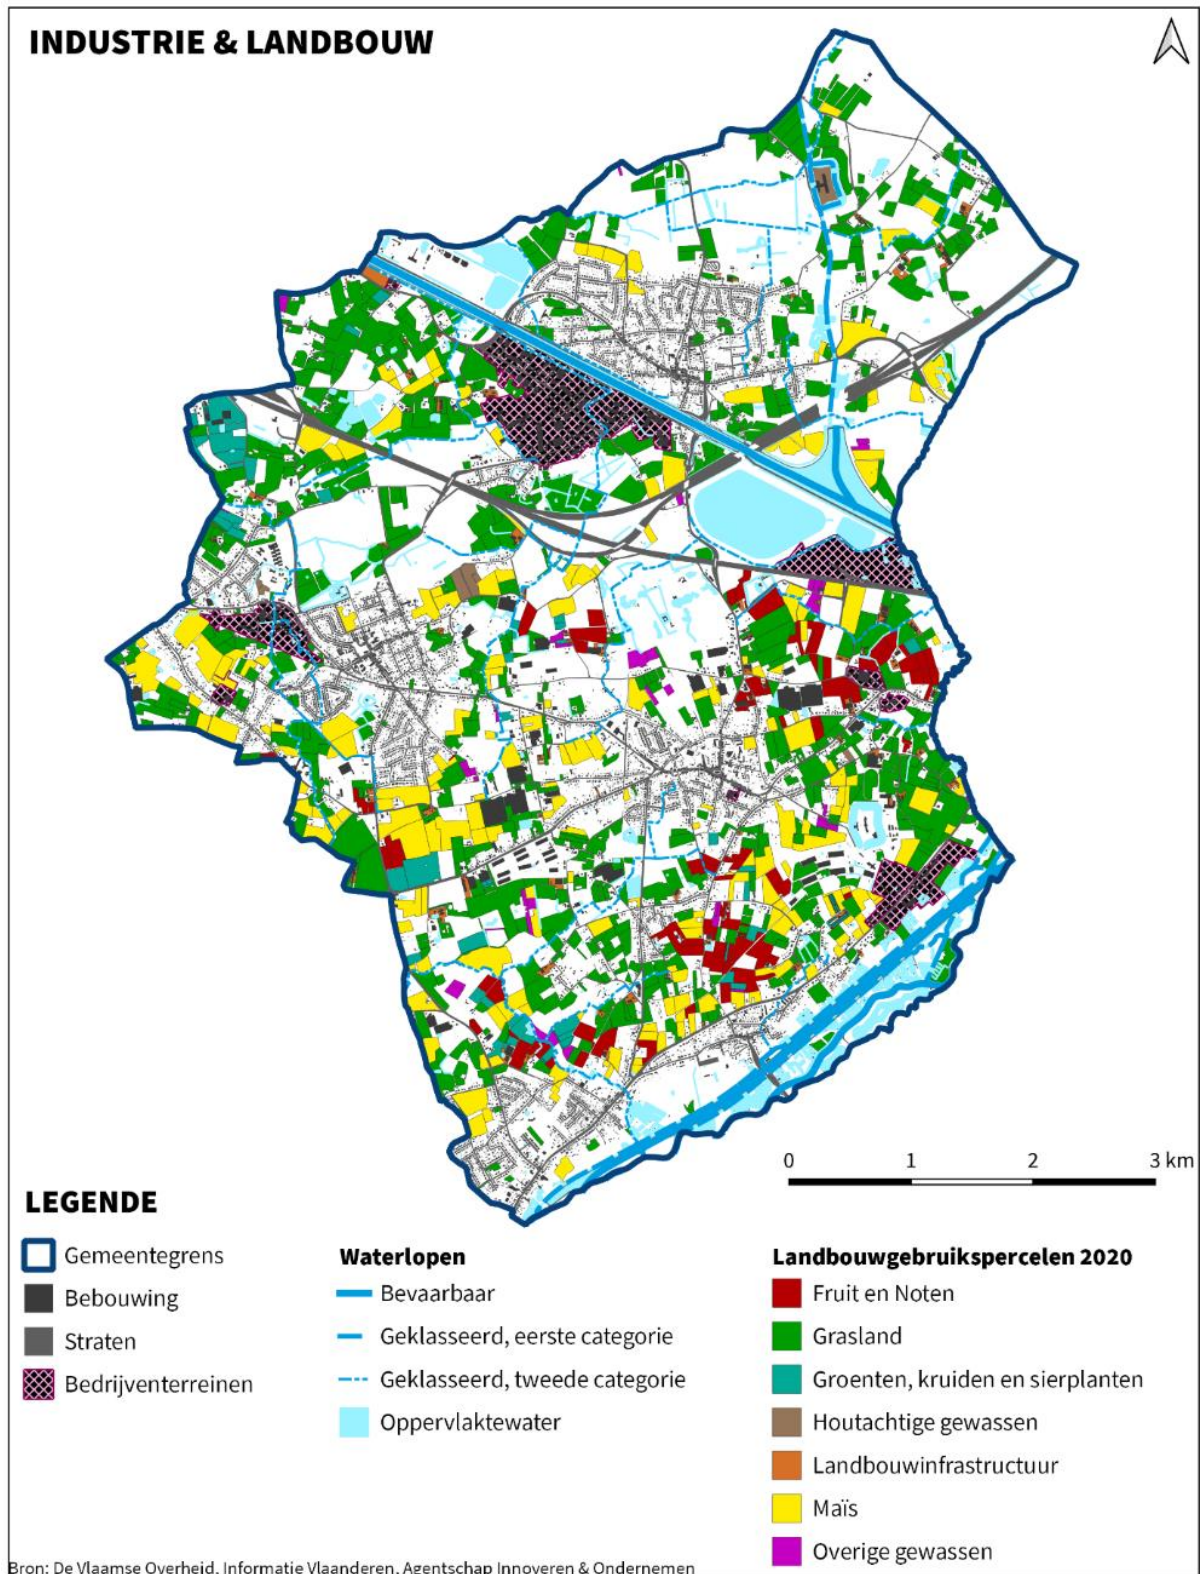 INDUSTRIE & LANDBOUW
0 1 2 3 km
LEGENDE
Gemeentegrens
Bebouwing
Straten
Bedrijventerreinen
Waterlopen
Bevaarbaar
Geklasseerd, eerste categorie
Geklasseerd, tweede categorie
Oppervlaktewater
Landbouwgebruikspercelen 2020
Fruit en Noten
Grasland
Groenten, kruiden en sierplanten
Houtachtige gewassen
Landbouwinfrastructuur
Maïs
Overige gewassen
Bron: De Vlaamse Overheid, Informatie Vlaanderen, Agentschap Innoveren & Ondernemen